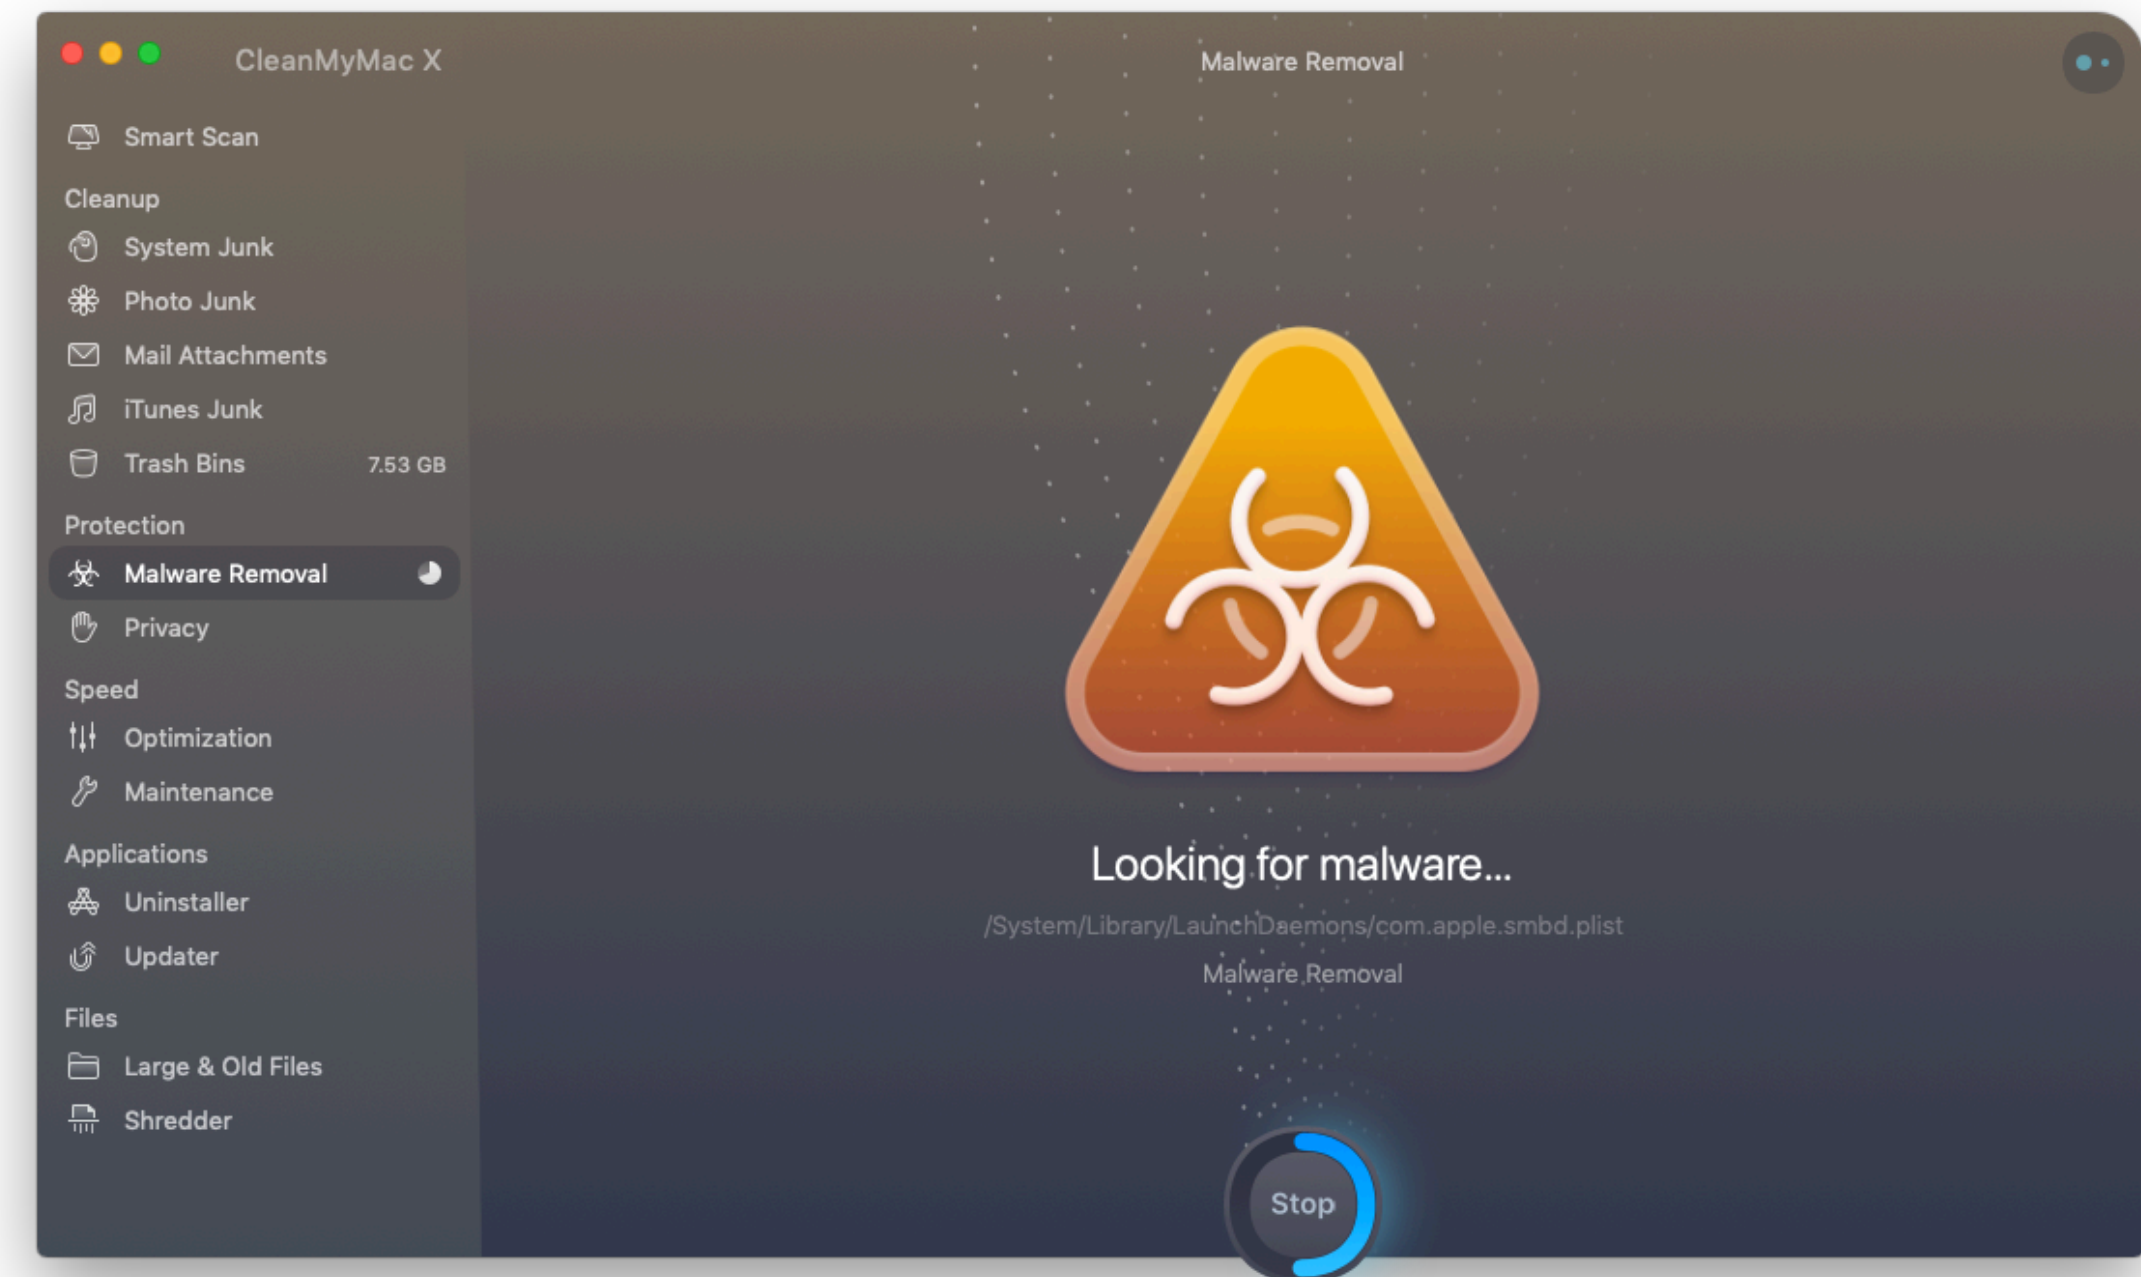 CleanMyMac X
Malware Removal
Smart Scan
Cleanup
System Junk
Photo Junk
Mail Attachments
iTunes Junk
Trash Bins 7.53 GB
Protection
Malware Removal
Privacy
Speed
Optimization
Maintenance
Applications
Uninstaller
Updater
Files
Large & Old Files
Shredder
Looking for malware...
/System/Library/LaunchDaemons/com.apple.smbd.plist
Malware Removal
Stop